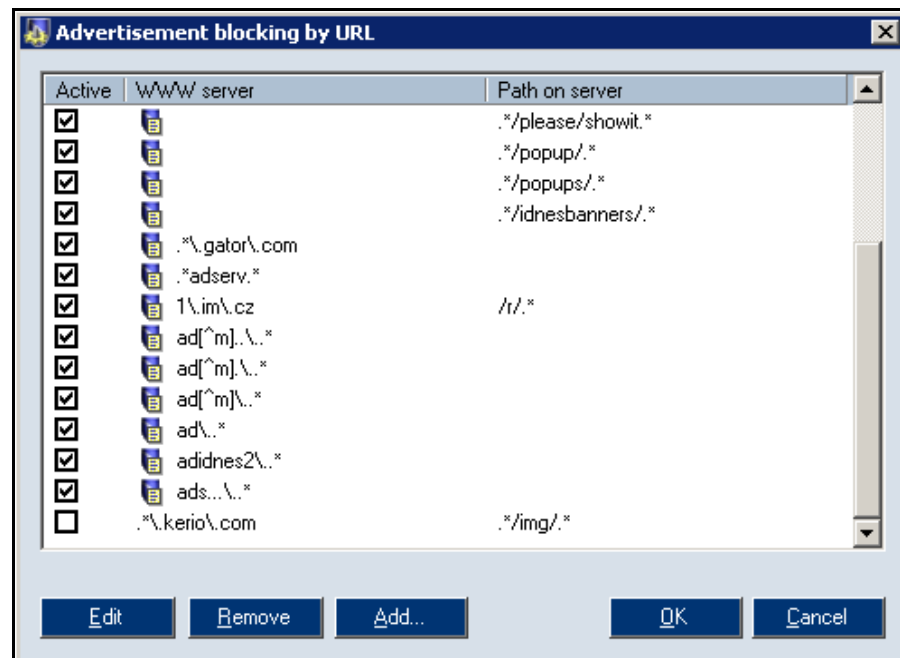 Advertisement blocking by URL
Active WWW server Path on server
.*/please/showit.*
.*/popup/.*
.*/popups/.*
.*/idnesbanners/.*
.*\.gator\.com
.*adserv.*
1\.im\.cz /r/.*
ad[^m]..\..*
ad[^m].\..*
ad[^m]\..*
ad\..*
adidnes2\..*
ads...\..*
.*\.kerio\.com .*/img/.*
Edit Remove Add... OK Cancel